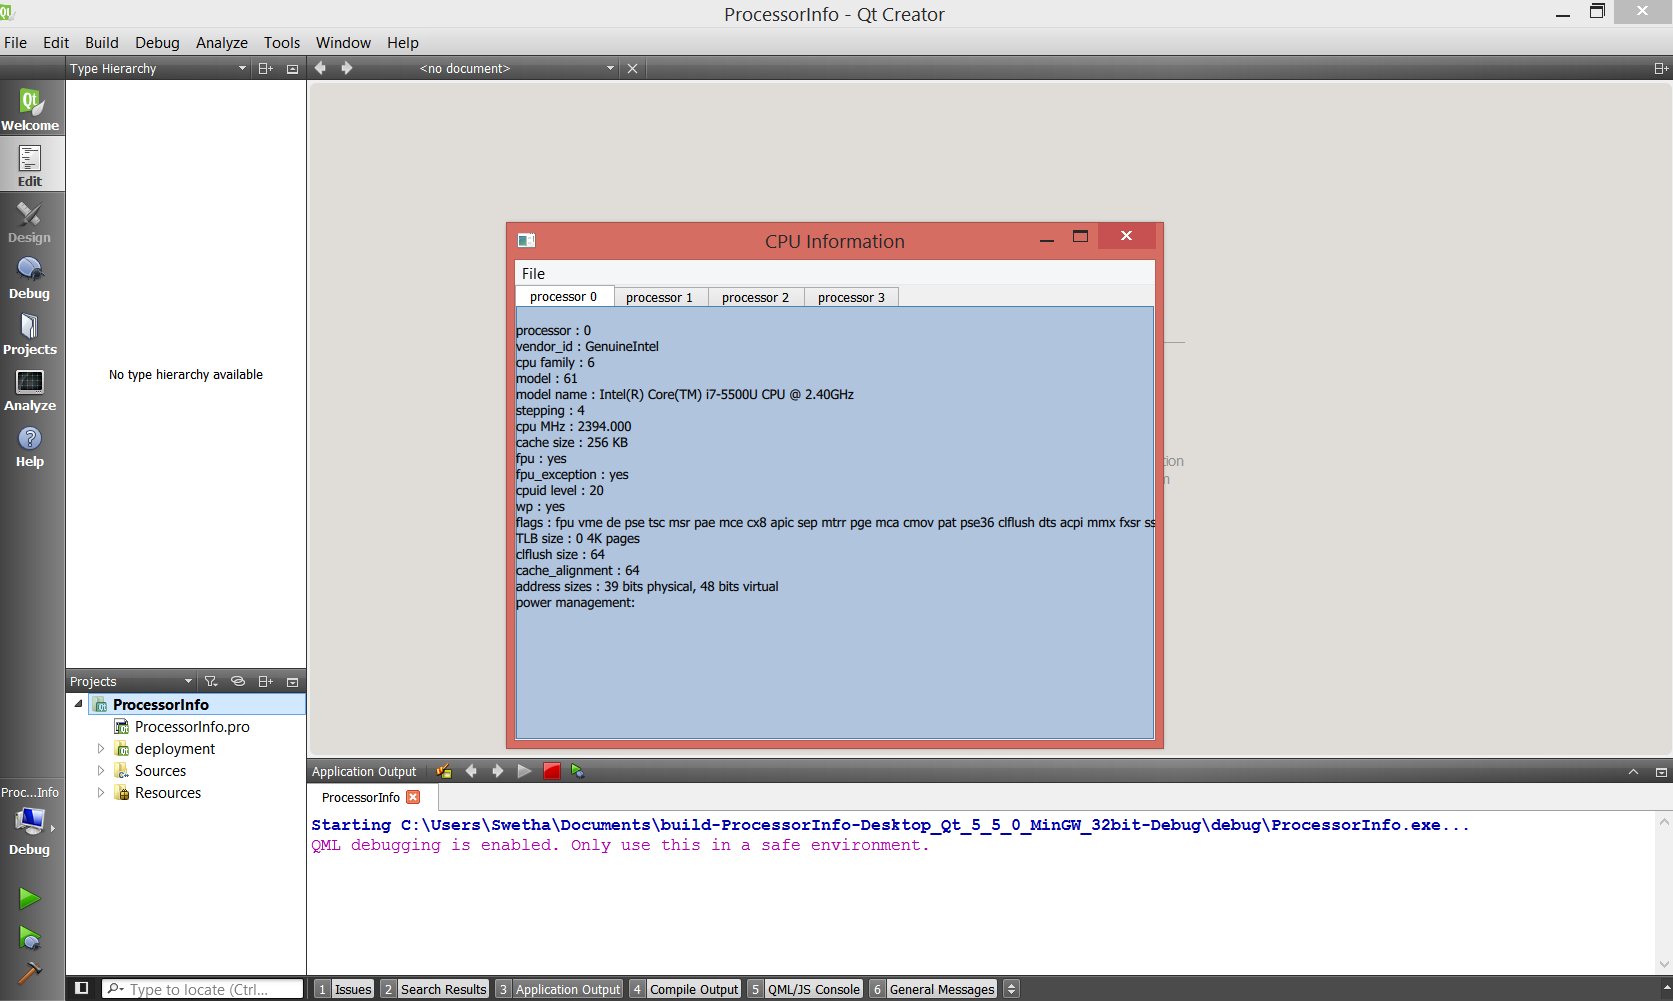 ProcessorInfo - Qt Creator
File Edit Build Debug Analyze Tools Window Help
Type Hierarchy
<no document>
Qt
Welcome
Edit
Design
Debug
Projects
Analyze
Help
No type hierarchy available
CPU Information
File
processor 0 processor 1 processor 2 processor 3
processor : 0
vendor_id : GenuineIntel
cpu family : 6
model : 61
model name : Intel(R) Core(TM) i7-5500U CPU @ 2.40GHz
stepping : 4
cpu MHz : 2394.000
cache size : 256 KB
fpu : yes
fpu_exception : yes
cpuid level : 20
wp : yes
flags : fpu vme de pse tsc msr pae mce cx8 apic sep mtrr pge mca cmov pat pse36 clflush dts acpi mmx fxsr ss
TLB size : 0 4K pages
clflush size : 64
cache_alignment : 64
address sizes : 39 bits physical, 48 bits virtual
power management:
Projects
ProcessorInfo
ProcessorInfo.pro
deployment
Sources
Resources
Proc...Info
Debug
Application Output
ProcessorInfo
Starting C:\Users\Swetha\Documents\build-ProcessorInfo-Desktop_Qt_5_5_0_MinGW_32bit-Debug\debug\ProcessorInfo.exe...
QML debugging is enabled. Only use this in a safe environment.
Type to locate (Ctrl...
1 Issues 2 Search Results 3 Application Output 4 Compile Output 5 QML/JS Console 6 General Messages